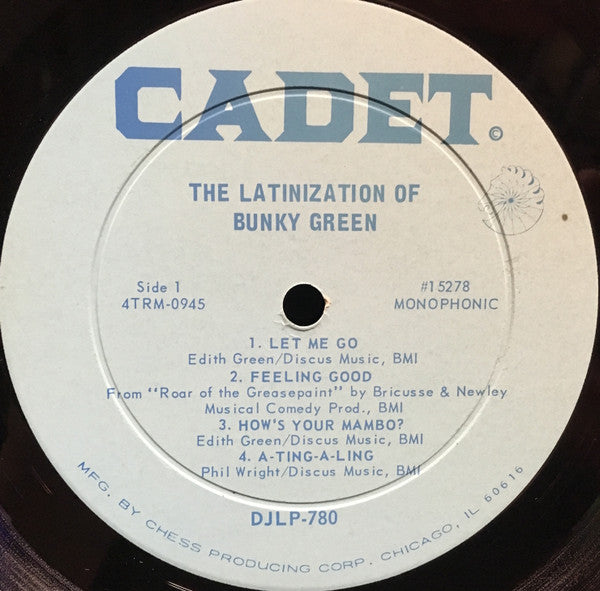 CADET
©
THE LATINIZATION OF
BUNKY GREEN
Side 1
4TRM-0945
#15278
MONOPHONIC
1. LET ME GO
Edith Green/Discus Music, BMI
2. FEELING GOOD
From "Roar of the Greasepaint" by Bricusse & Newley
Musical Comedy Prod., BMI
3. HOW'S YOUR MAMBO?
Edith Green/Discus Music, BMI
4. A-TING-A-LING
Phil Wright/Discus Music, BMI
DJLP-780
MFG. BY CHESS PRODUCING CORP. CHICAGO, IL 60616